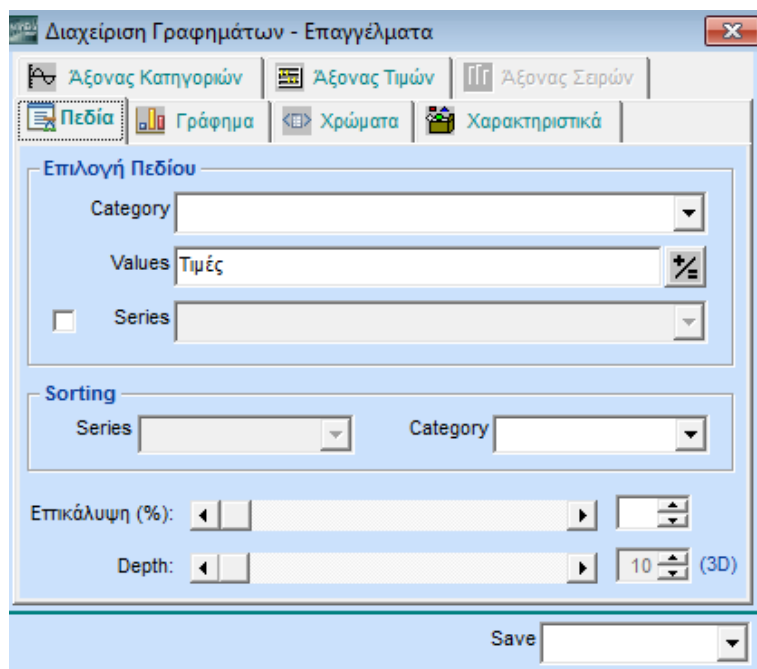 Διαχείριση Γραφημάτων - Επαγγέλματα
Άξονας Κατηγοριών Άξονας Τιμών Άξονας Σειρών
Πεδία Γράφημα Χρώματα Χαρακτηριστικά
Επιλογή Πεδίου
Category
Values Τιμές
Series
Sorting
Series Category
Επικάλυψη (%):
Depth: 10 (3D)
Save